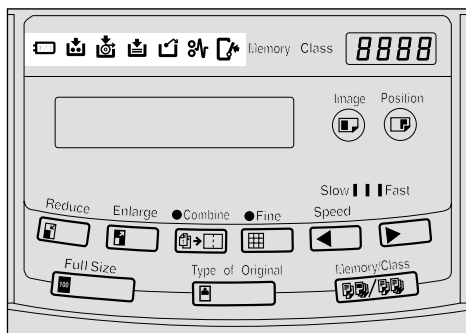 Memory Class 8888
Image Position
Slow Fast
Reduce Enlarge ●Combine ●Fine Speed
100
Full Size Type of Original Memory/Class